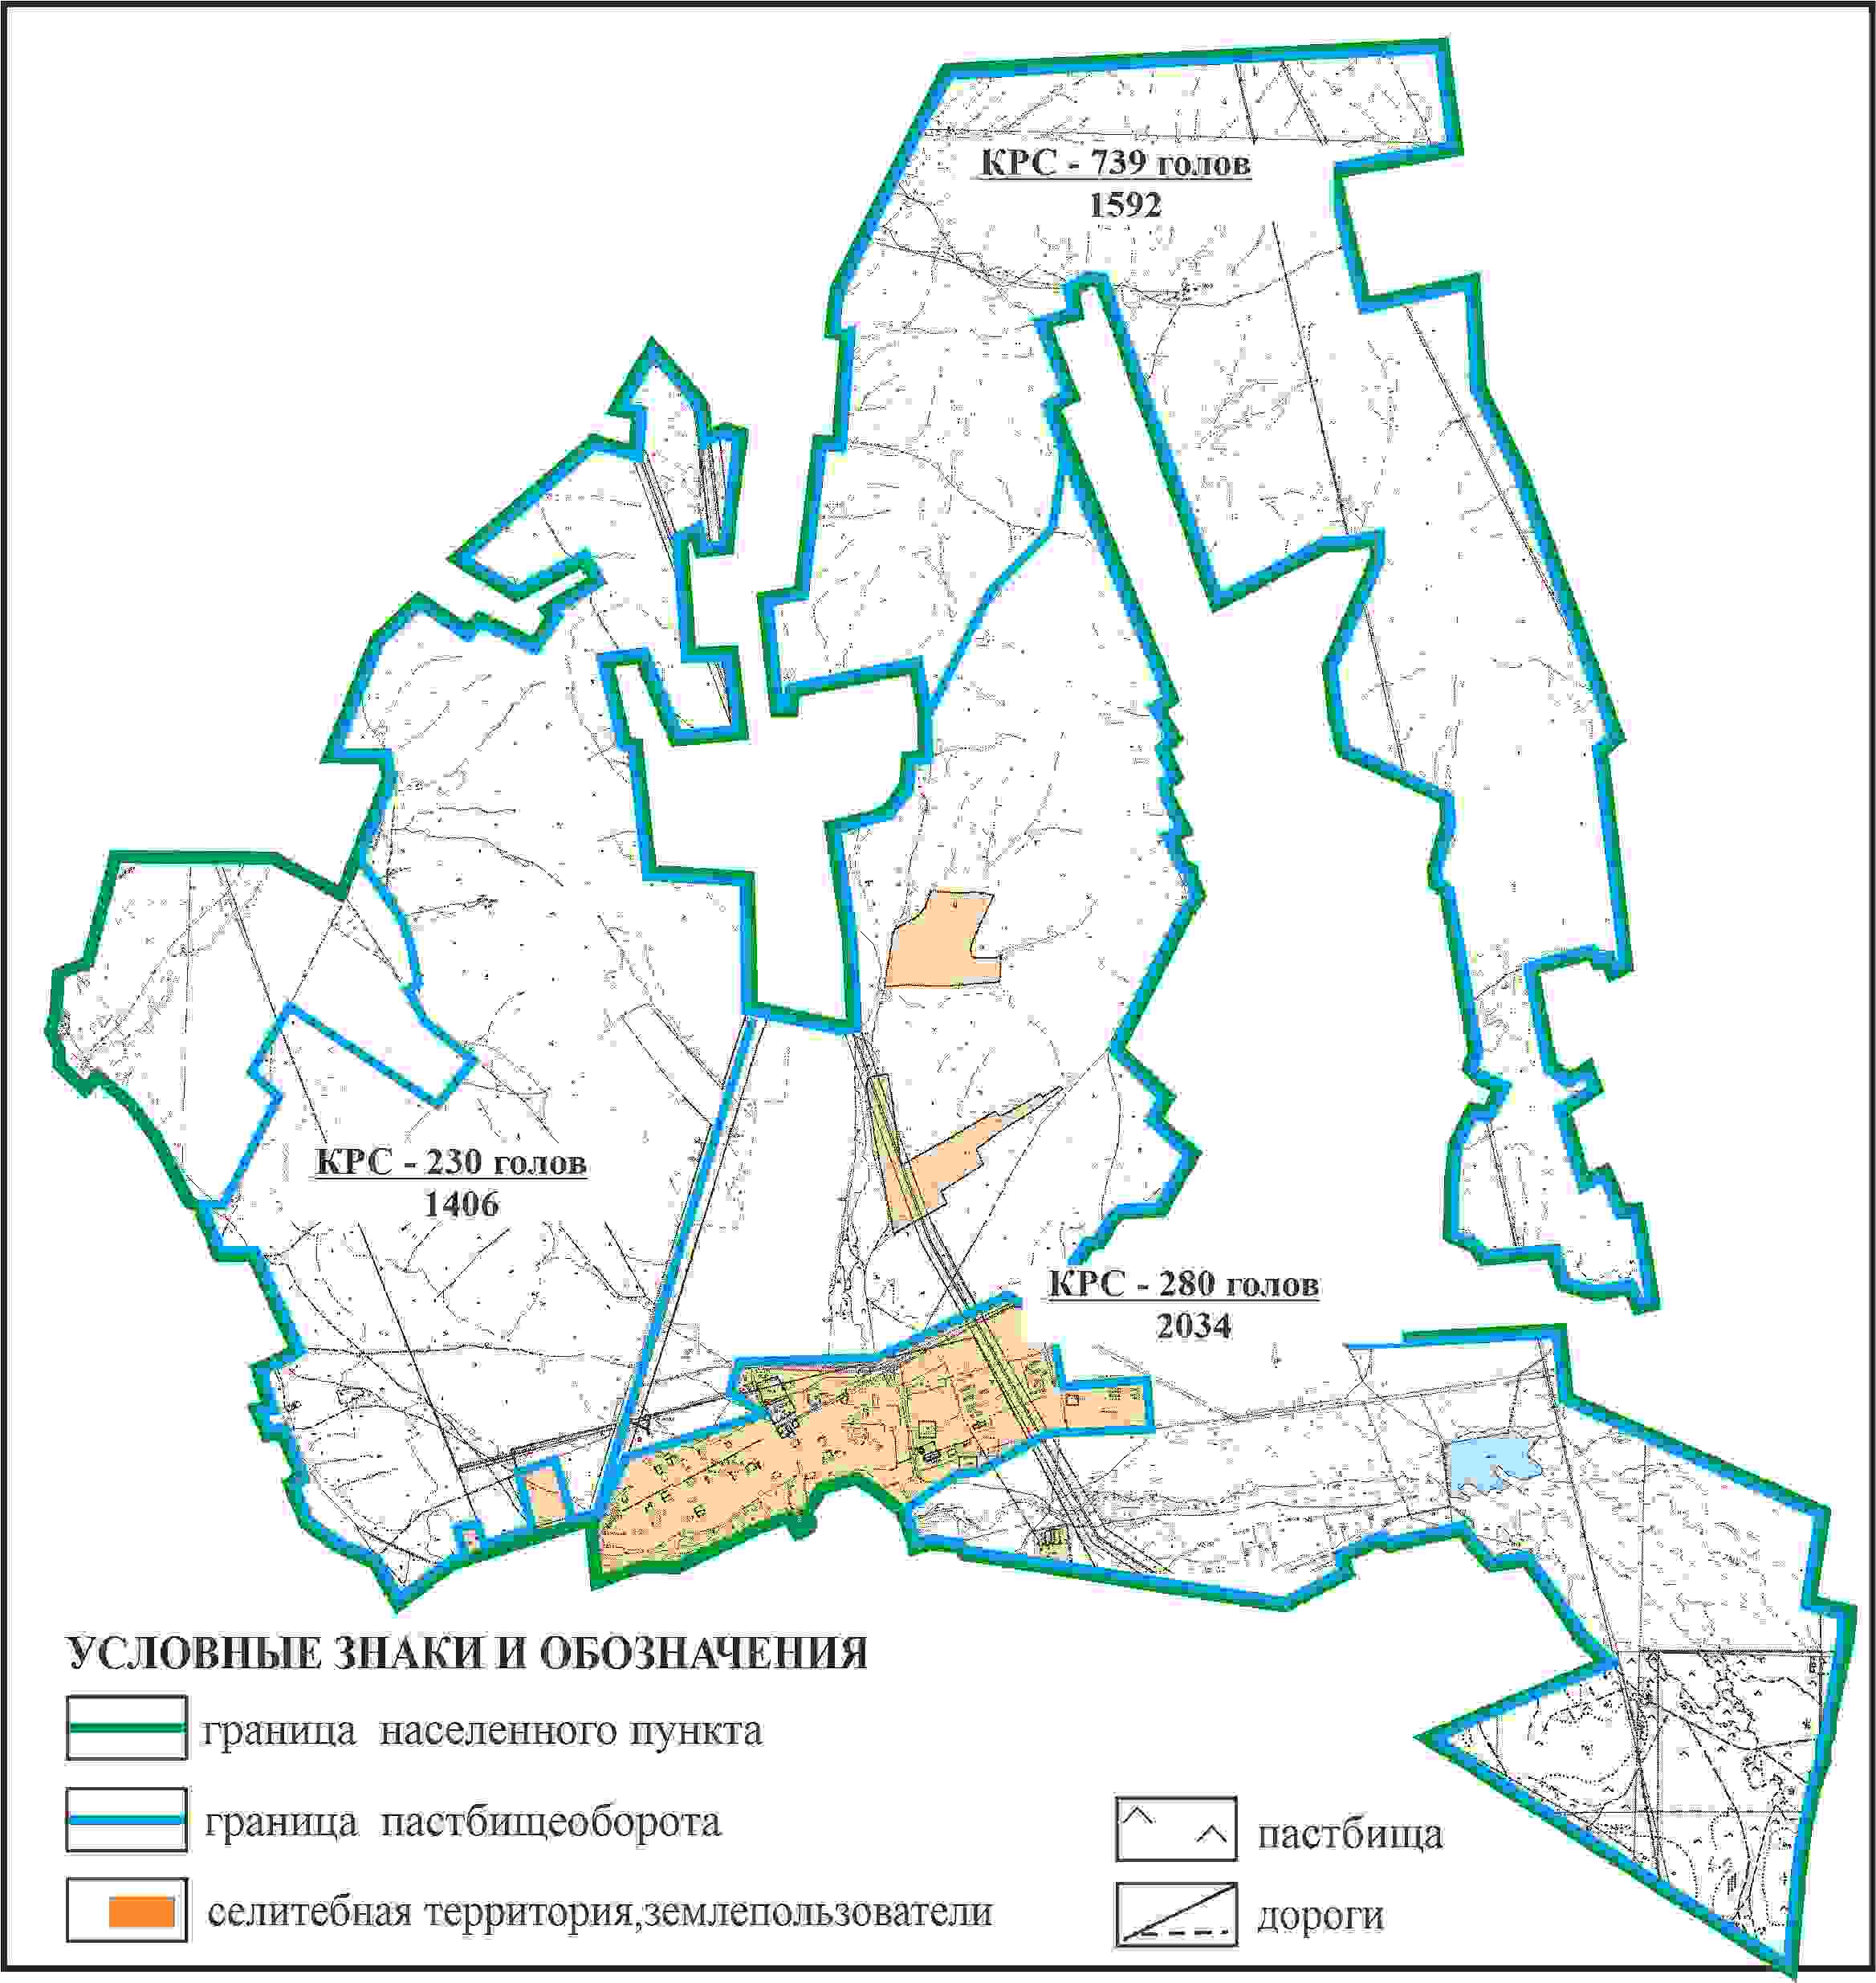 КРС - 739 голов
1592
КРС - 230 голов
1406
КРС - 280 голов
2034
УСЛОВНЫЕ ЗНАКИ И ОБОЗНАЧЕНИЯ
граница населенного пункта
граница пастбищеоборота
селитебная территория,землепользователи
пастбища
дороги